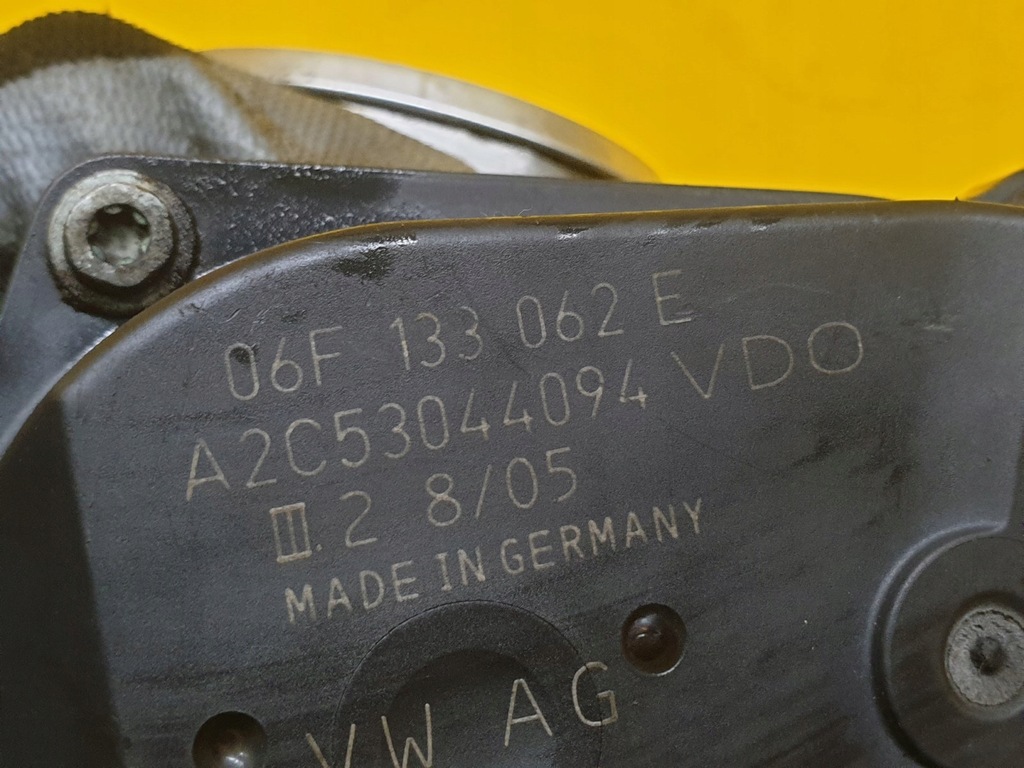 06F 133 062 E
A2C53044094 VDO
III. 2 8/05
MADE IN GERMANY
VW AG